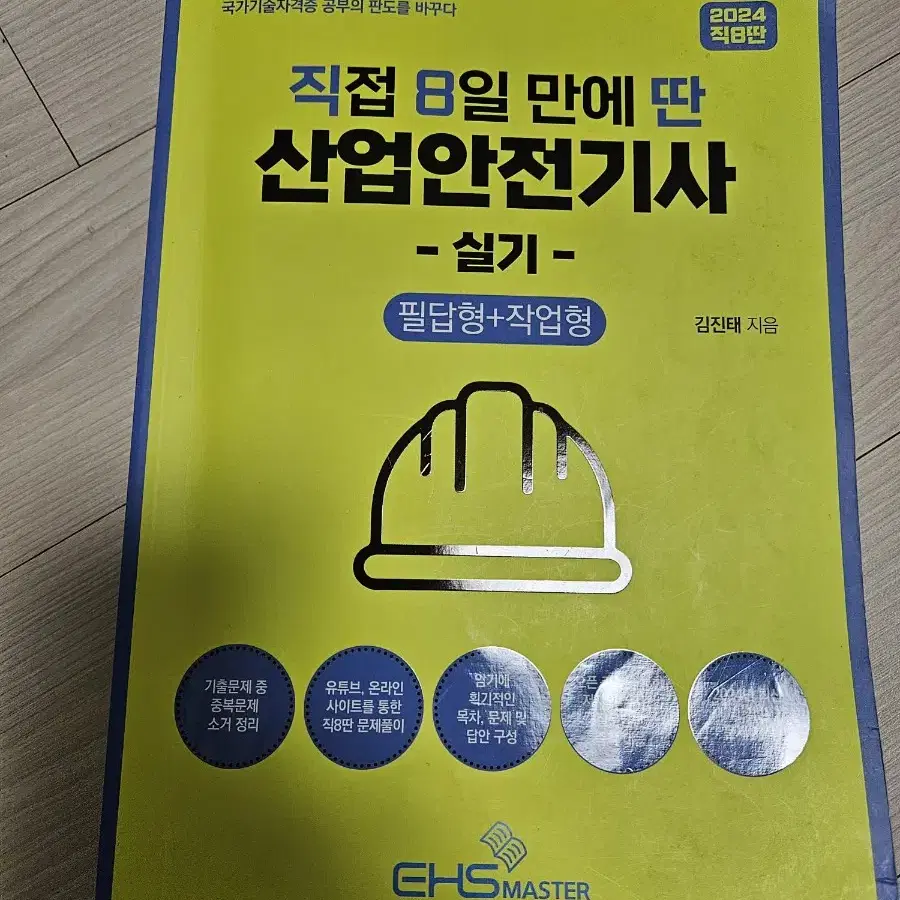 국가기술자격증 공부의 판도를 바꾸다
2024
직8딴
직접 8일 만에 딴
산업안전기사
- 실기 -
필답형+작업형
김진태 지음
기출문제 중
중복문제
소거 정리
유튜브, 온라인
사이트를 통한
직8딴 문제풀이
암기에
획기적인
목차, 문제 및
답안 구성
EHS MASTER